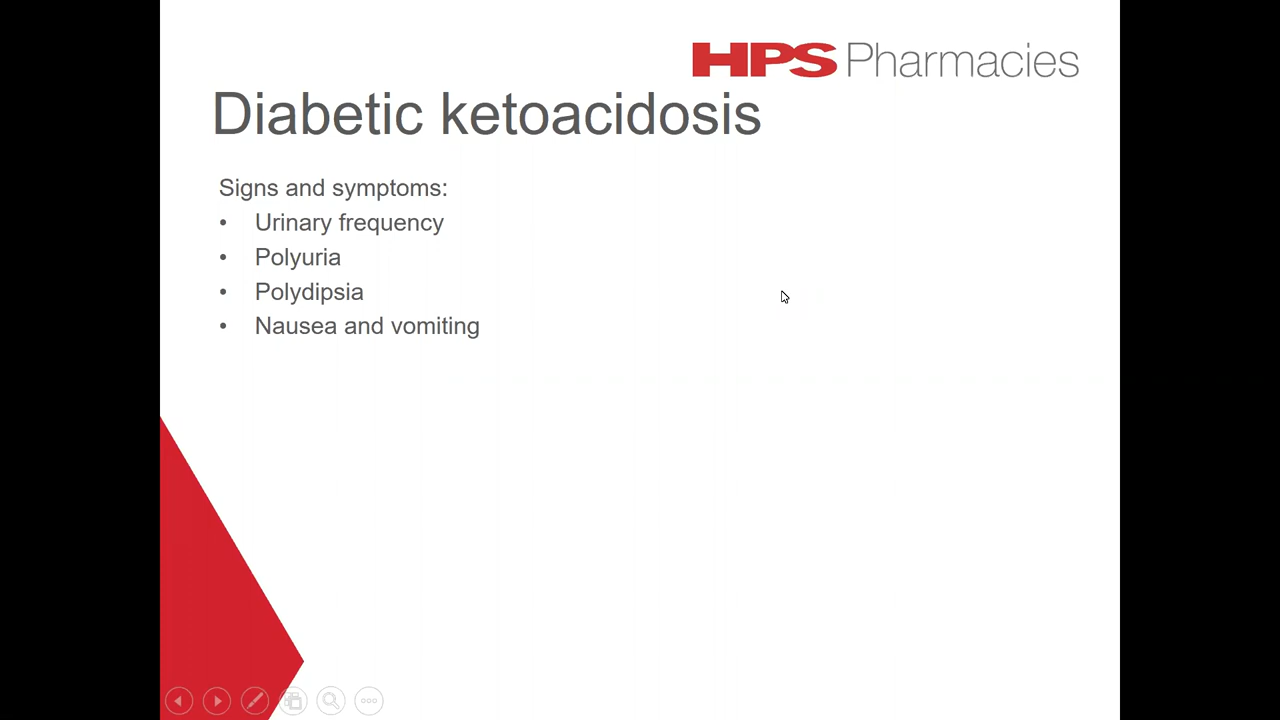 HPS Pharmacies
Diabetic ketoacidosis
Signs and symptoms:
• Urinary frequency
• Polyuria
• Polydipsia
• Nausea and vomiting